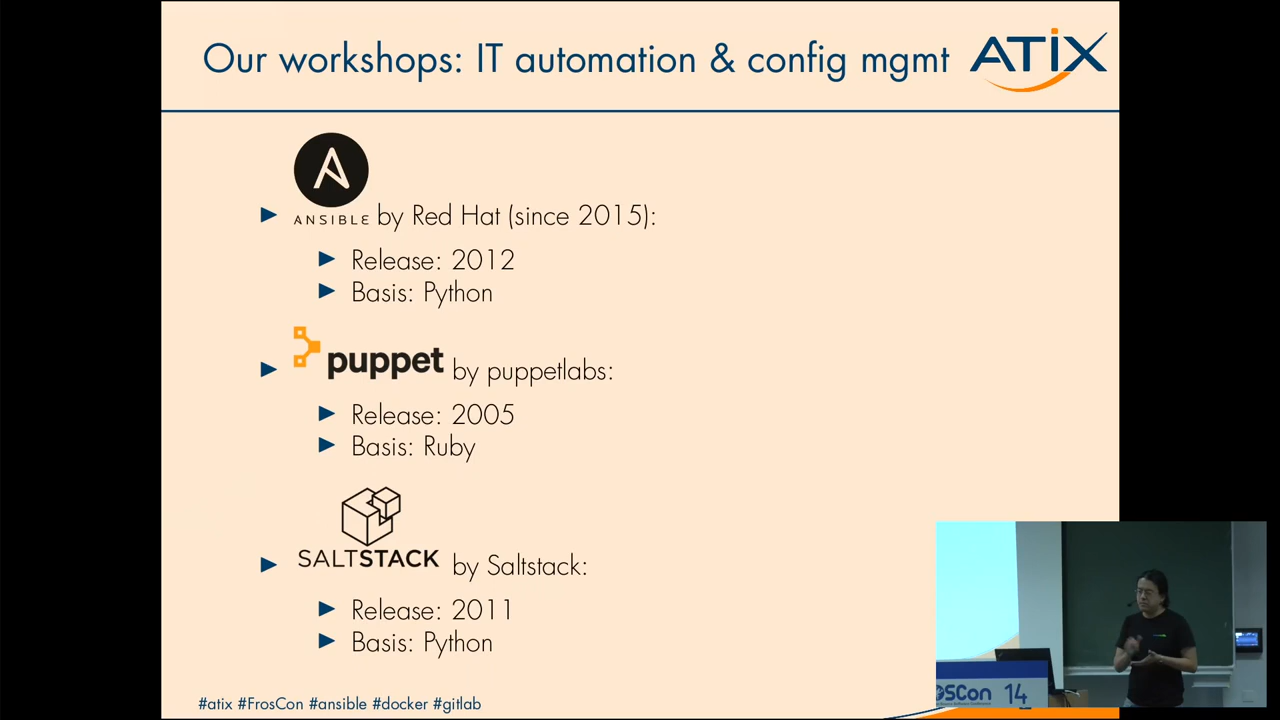 Our workshops: IT automation & config mgmt
ATIX
ANSIBLE by Red Hat (since 2015):
Release: 2012
Basis: Python
puppet by puppetlabs:
Release: 2005
Basis: Ruby
SALTSTACK by Saltstack:
Release: 2011
Basis: Python
#atix #FrosCon #ansible #docker #gitlab
OSCon 14